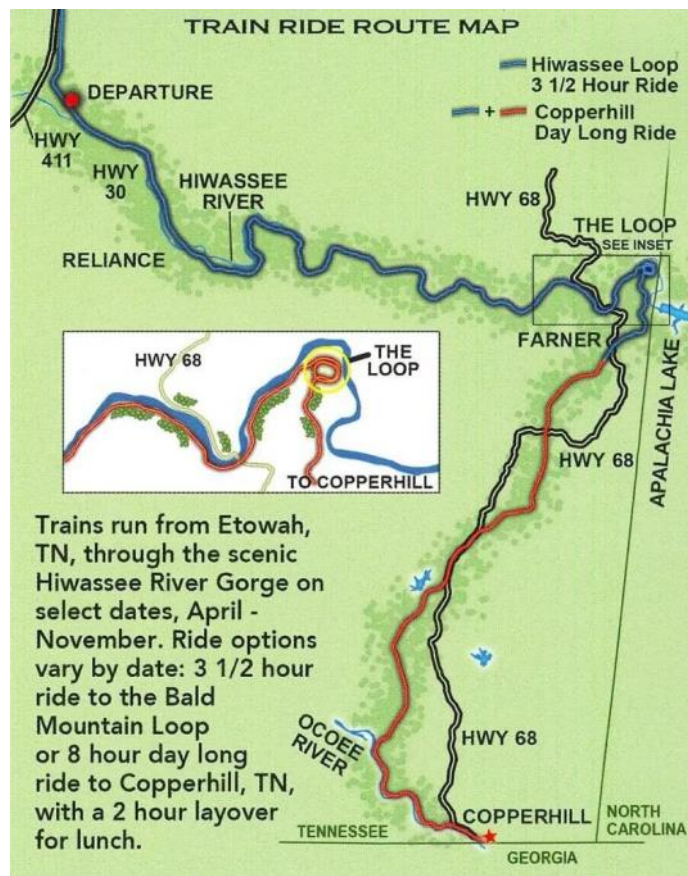 TRAIN RIDE ROUTE MAP
Hiwassee Loop
3 1/2 Hour Ride
+ Copperhill
Day Long Ride
DEPARTURE
HWY
411
HWY
30
HIWASSEE
RIVER
RELIANCE
HWY 68
THE LOOP
SEE INSET
FARNER
APALACHIA LAKE
HWY 68
THE
LOOP
TO COPPERHILL
HWY 68
Trains run from Etowah,
TN, through the scenic
Hiwassee River Gorge on
select dates, April -
November. Ride options
vary by date: 3 1/2 hour
ride to the Bald
Mountain Loop
or 8 hour day long
ride to Copperhill, TN,
with a 2 hour layover
for lunch.
OCOEE
RIVER
HWY 68
COPPERHILL
TENNESSEE
NORTH
CAROLINA
GEORGIA